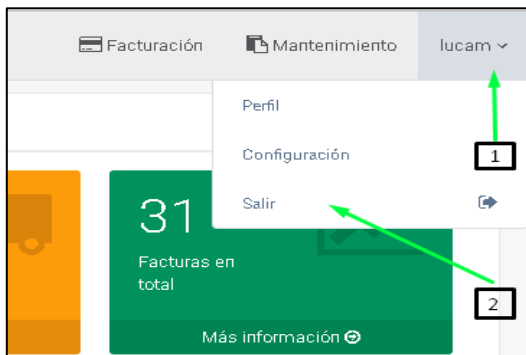 Facturación Mantenimiento lucam
Perfil
Configuración
1
Salir
31
Facturas en
total
2
Más información